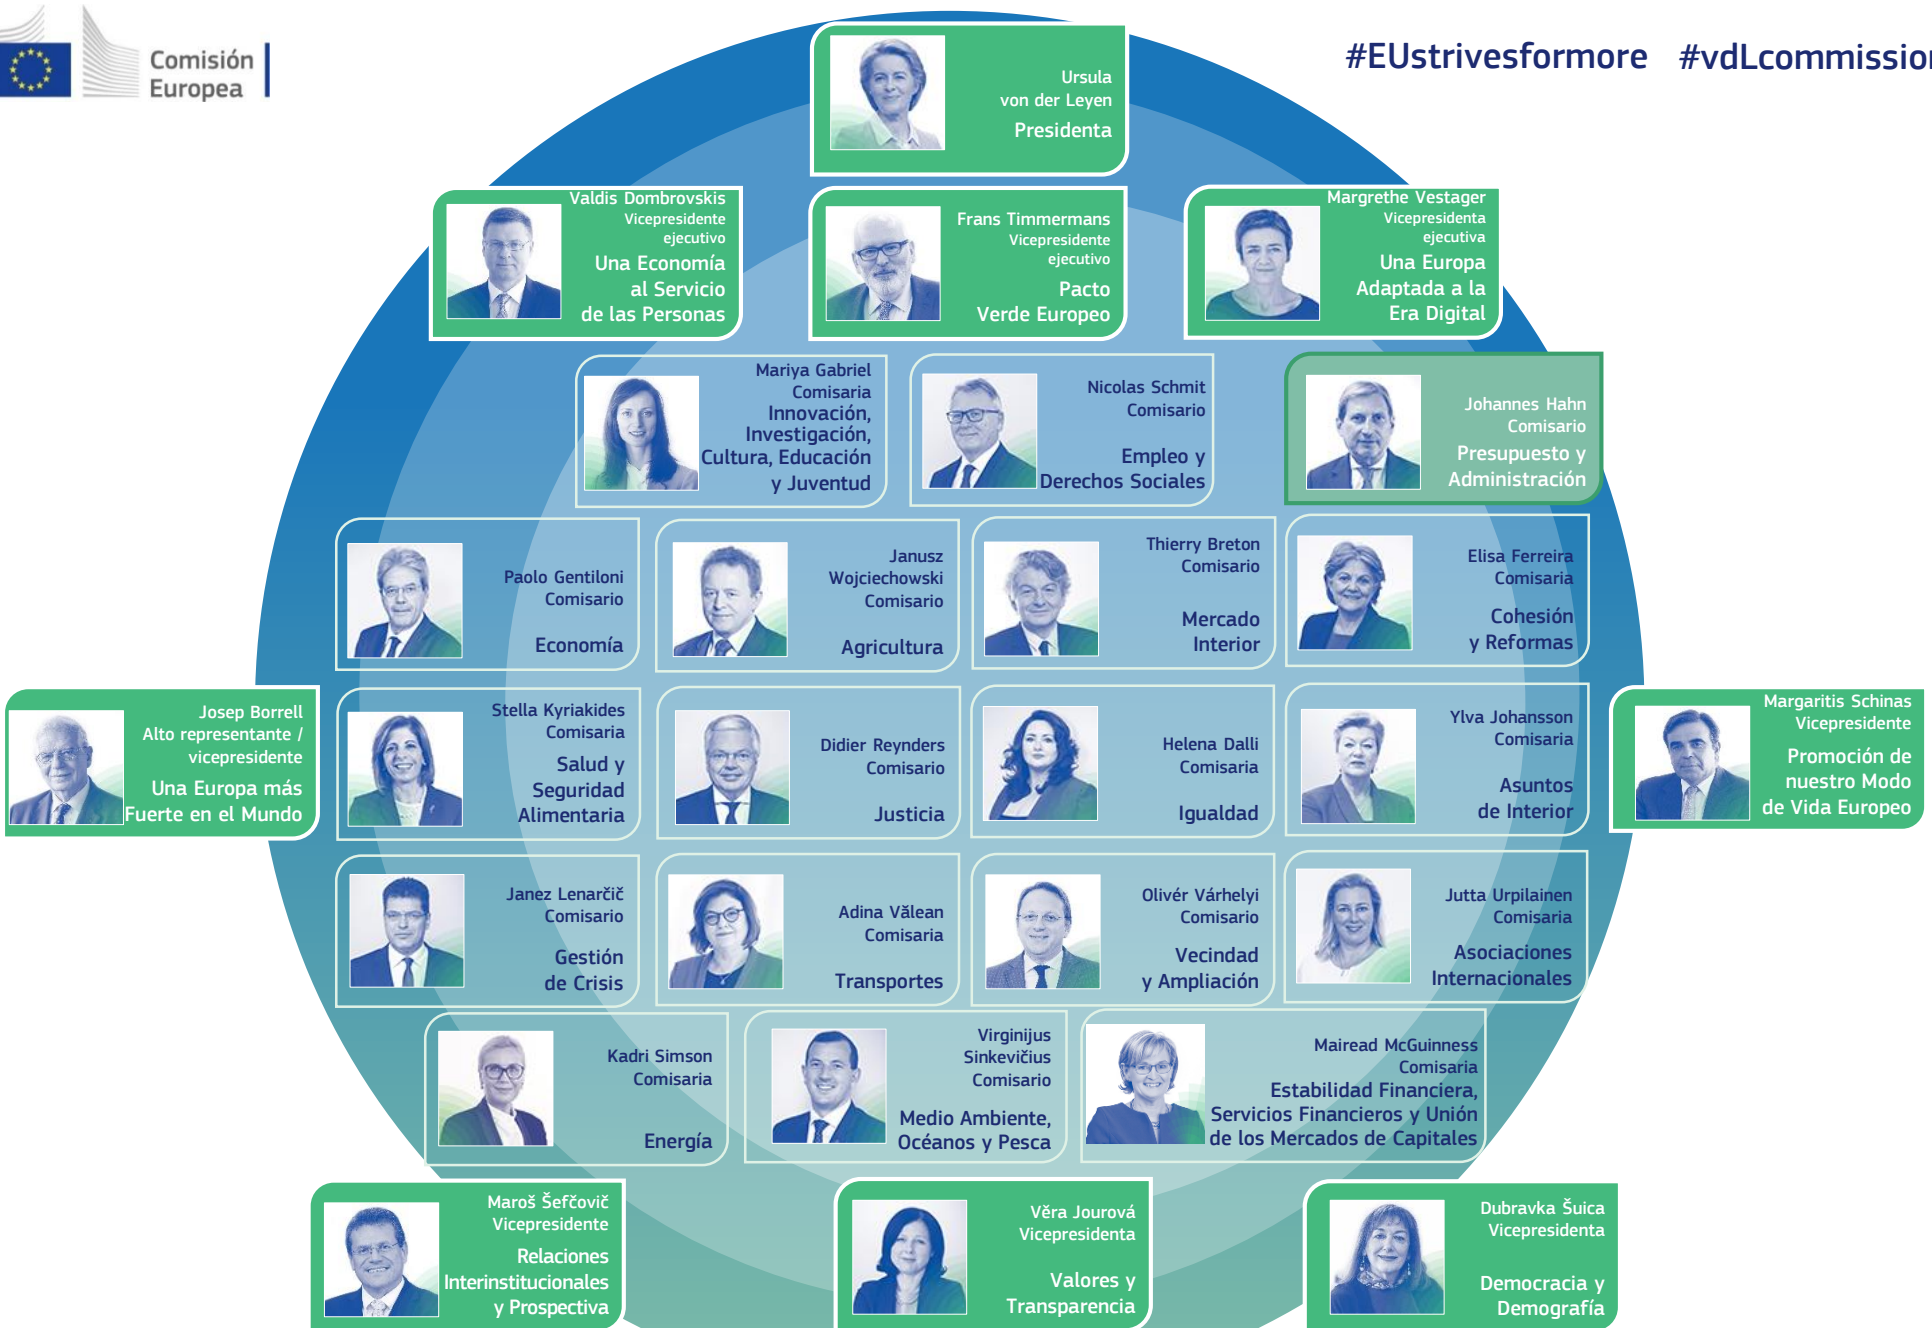 Comisión
Europea
#EUstrivesformore #vdLcommission
Ursula
von der Leyen
Presidenta
Valdis Dombrovskis
Vicepresidente
ejecutivo
Una Economía
al Servicio
de las Personas
Frans Timmermans
Vicepresidente
ejecutivo
Pacto
Verde Europeo
Margrethe Vestager
Vicepresidenta
ejecutiva
Una Europa
Adaptada a la
Era Digital
Mariya Gabriel
Comisaria
Innovación,
Investigación,
Cultura, Educación
y Juventud
Nicolas Schmit
Comisario
Empleo y
Derechos Sociales
Johannes Hahn
Comisario
Presupuesto y
Administración
Paolo Gentiloni
Comisario
Economía
Janusz
Wojciechowski
Comisario
Agricultura
Thierry Breton
Comisario
Mercado
Interior
Elisa Ferreira
Comisaria
Cohesión
y Reformas
Josep Borrell
Alto representante /
vicepresidente
Una Europa más
Fuerte en el Mundo
Stella Kyriakides
Comisaria
Salud y
Seguridad
Alimentaria
Didier Reynders
Comisario
Justicia
Helena Dalli
Comisaria
Igualdad
Ylva Johansson
Comisaria
Asuntos
de Interior
Margaritis Schinas
Vicepresidente
Promoción de
nuestro Modo
de Vida Europeo
Janez Lenarčič
Comisario
Gestión
de Crisis
Adina Vălean
Comisaria
Transportes
Olivér Várhelyi
Comisario
Vecindad
y Ampliación
Jutta Urpilainen
Comisaria
Asociaciones
Internacionales
Kadri Simson
Comisaria
Energía
Virginijus
Sinkevičius
Comisario
Medio Ambiente,
Océanos y Pesca
Mairead McGuinness
Comisaria
Estabilidad Financiera,
Servicios Financieros y Unión
de los Mercados de Capitales
Maroš Šefčovič
Vicepresidente
Relaciones
Interinstitucionales
y Prospectiva
Věra Jourová
Vicepresidenta
Valores y
Transparencia
Dubravka Šuica
Vicepresidenta
Democracia y
Demografía